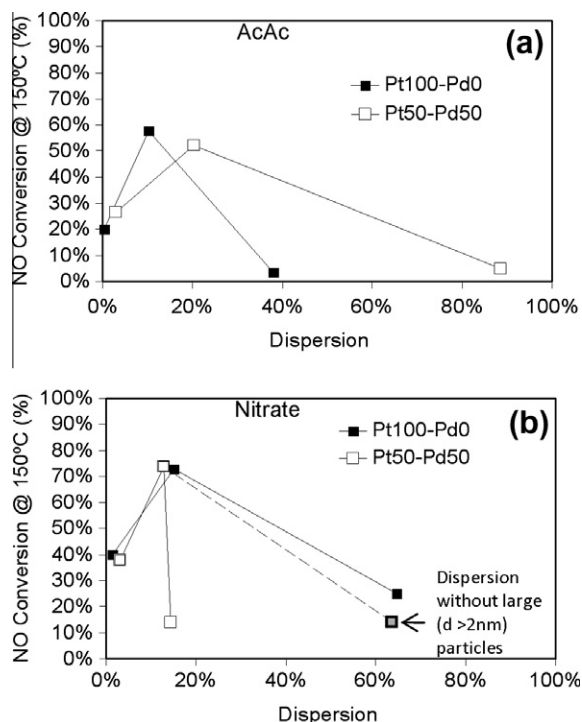 AcAc
(a)
NO Conversion @ 150ºC (%)
100%
90%
80%
70%
60%
50%
40%
30%
20%
10%
0%
Pt100-Pd0
Pt50-Pd50
0% 20% 40% 60% 80% 100%
Dispersion
Nitrate
(b)
NO Conversion @ 150ºC (%)
100%
90%
80%
70%
60%
50%
40%
30%
20%
10%
0%
Pt100-Pd0
Pt50-Pd50
Dispersion
without large
(d >2nm)
particles
0% 20% 40% 60% 80% 100%
Dispersion